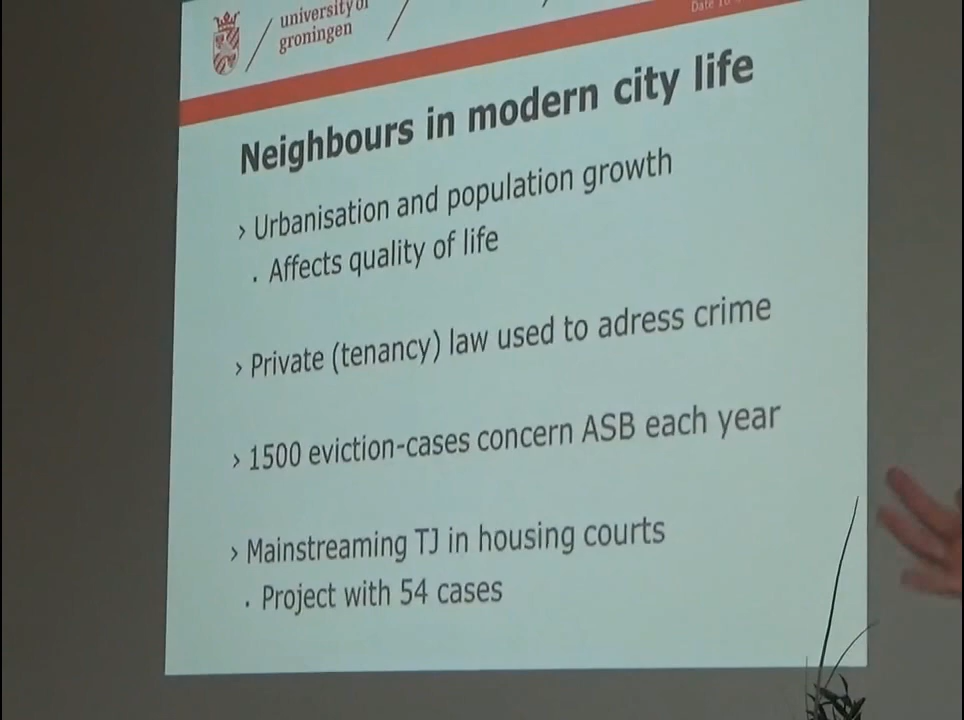 university of
groningen
Date
Neighbours in modern city life
› Urbanisation and population growth
. Affects quality of life
› Private (tenancy) law used to adress crime
› 1500 eviction-cases concern ASB each year
› Mainstreaming TJ in housing courts
. Project with 54 cases